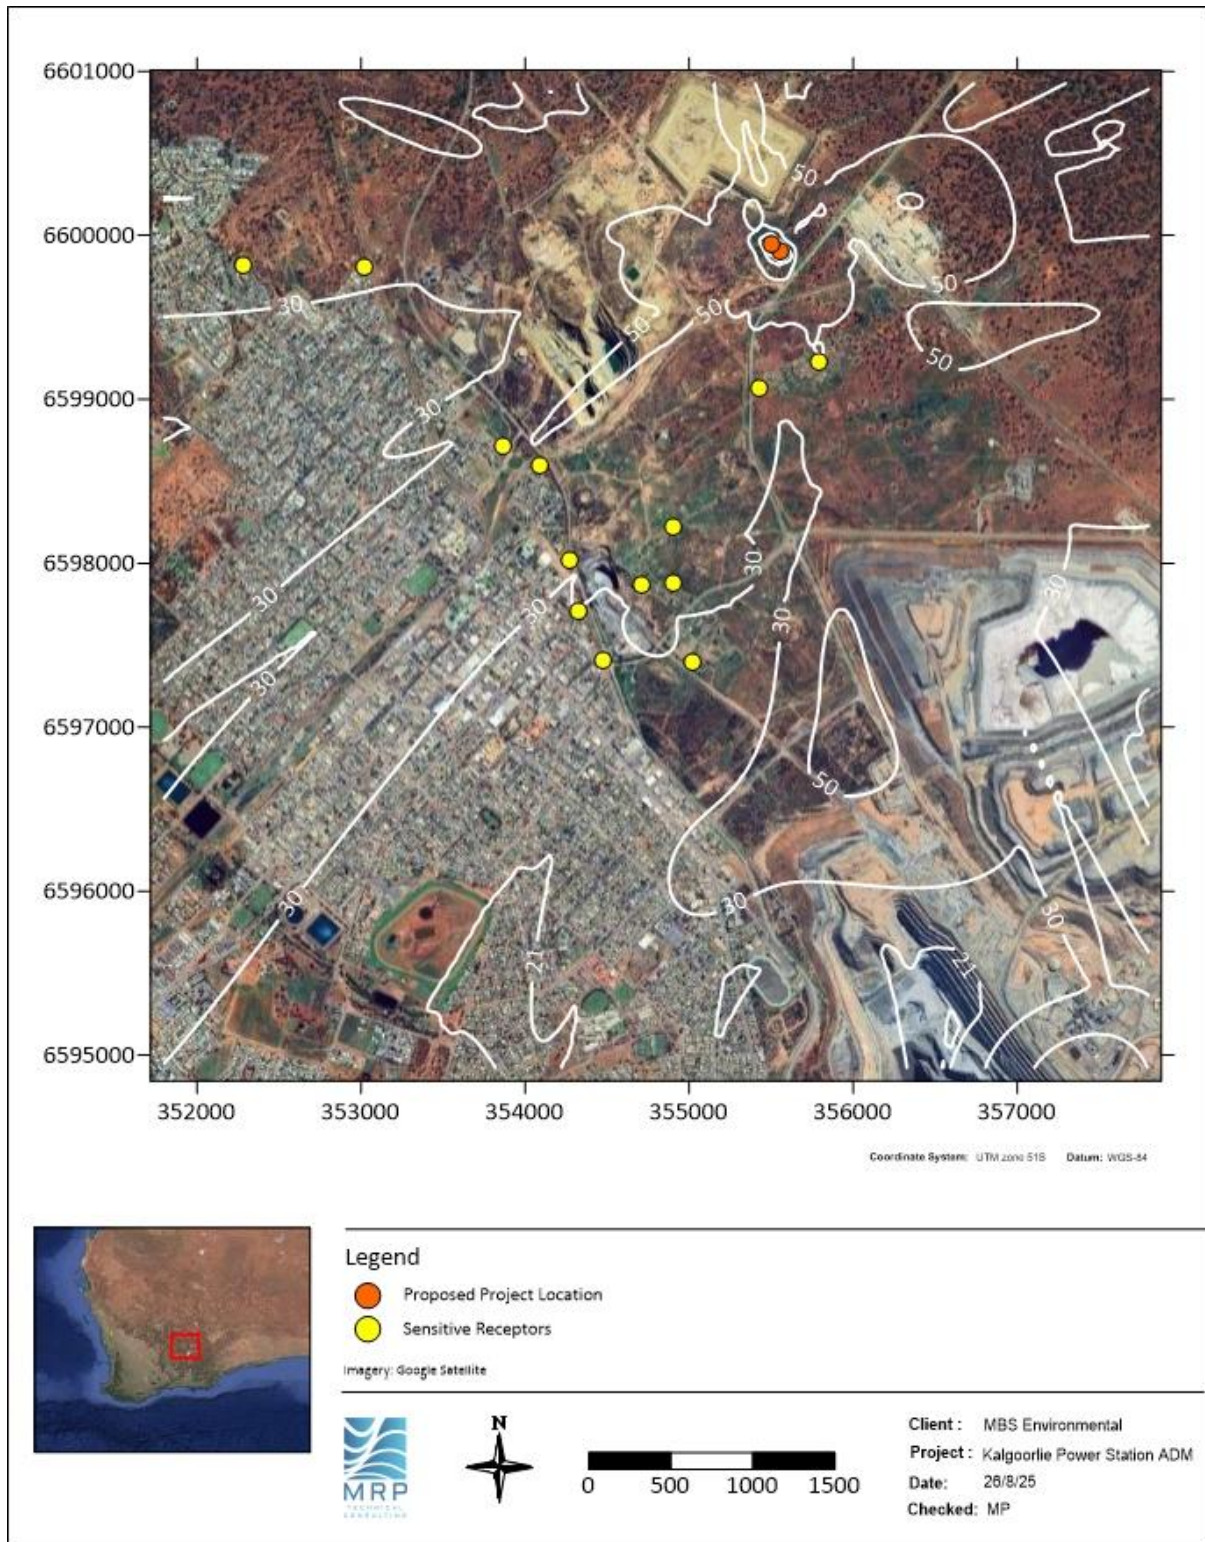 6601000
6600000
6599000
6598000
6597000
6596000
6595000
352000 353000 354000 355000 356000 357000
50
50
50
50
50
50
30
30
30
30
30
30
30
30
30
30
30
21
21
Coordinate System: UTM zone 51S Datum: WGS-84
Legend
Proposed Project Location
Sensitive Receptors
Imagery: Google Satellite
MRP
TECHNICAL
CONSULTING
N
0 500 1000 1500
Client : MBS Environmental
Project : Kalgoorlie Power Station ADM
Date: 26/8/25
Checked: MP